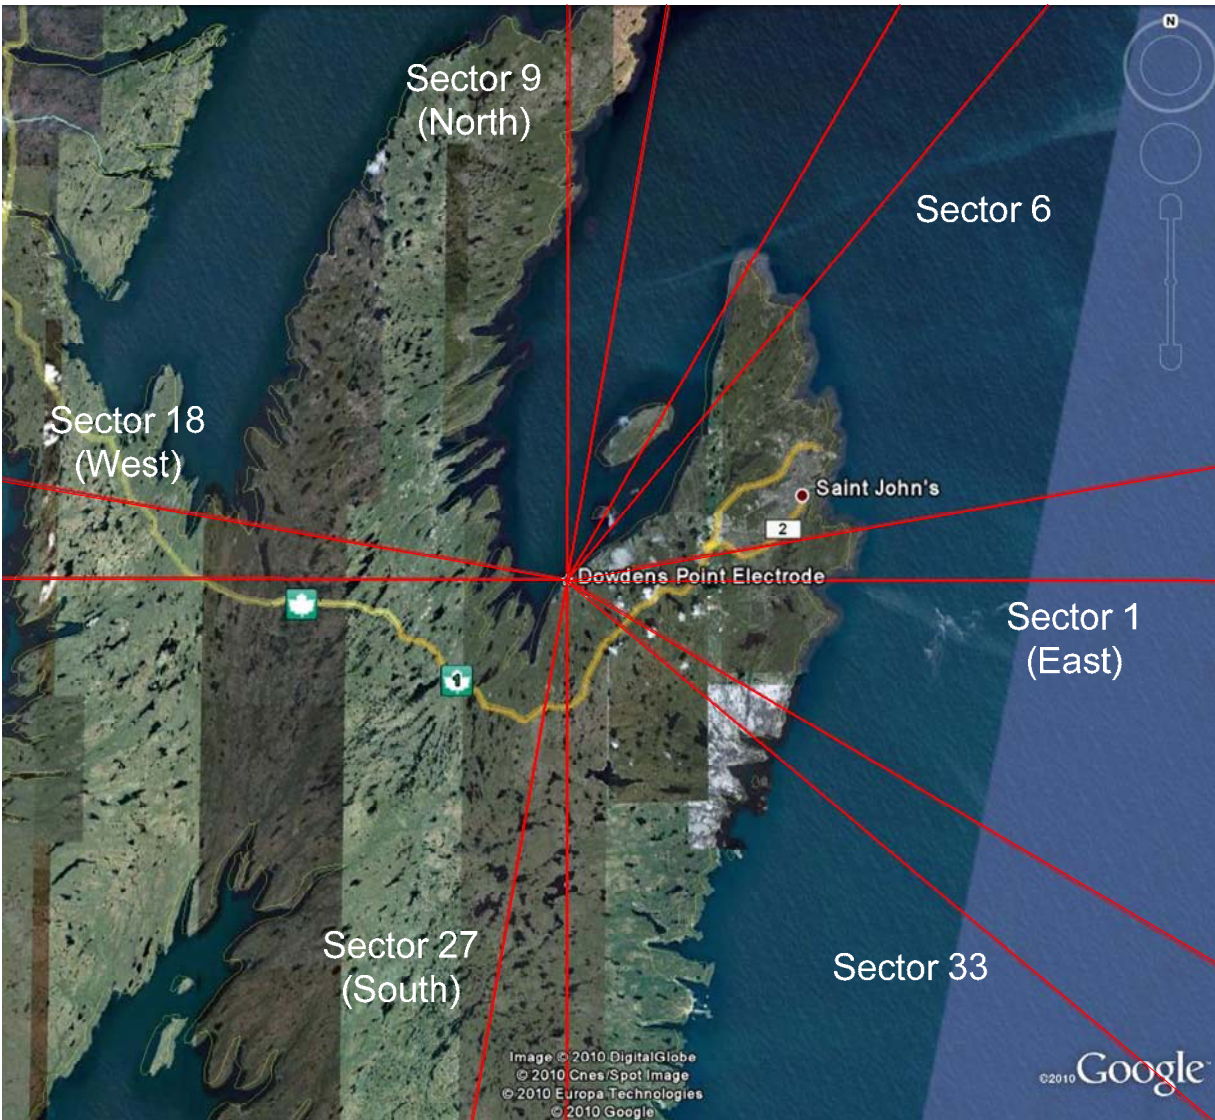 N
Sector 9
(North)
Sector 6
Sector 18
(West)
Saint John's
2
Dowdens Point Electrode
Sector 1
(East)
1
Sector 27
(South)
Sector 33
Image © 2010 DigitalGlobe
© 2010 Cnes/Spot Image
© 2010 Europa Technologies
© 2010 Google
©2010 Google